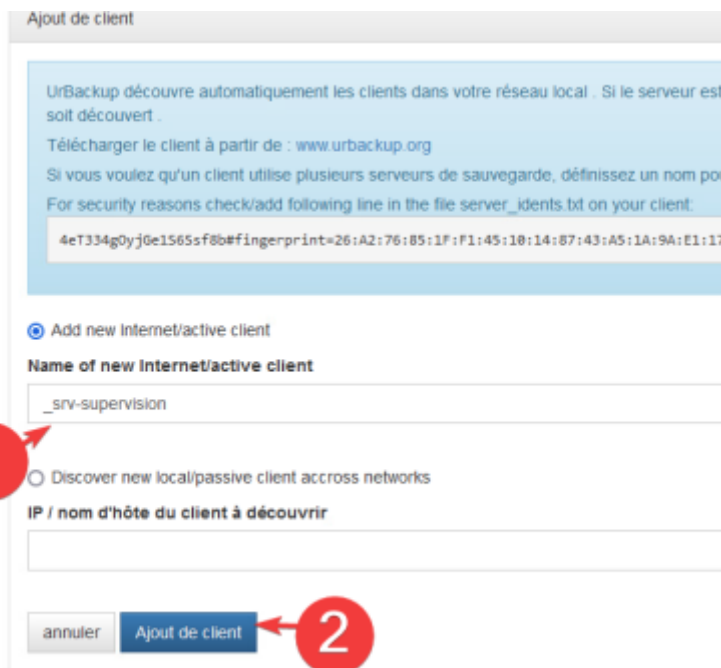 Ajout de client
UrBackup découvre automatiquement les clients dans votre réseau local . Si le serveur est
soit découvert .
Télécharger le client à partir de : www.urbackup.org
Si vous voulez qu'un client utilise plusieurs serveurs de sauvegarde, définissez un nom pou
For security reasons check/add following line in the file server_idents.txt on your client:
4eT334gOyjGe1S65sf8b#fingerprint=26:A2:76:85:1F:F1:45:10:14:87:43:A5:1A:9A:E1:17
Add new Internet/active client
Name of new Internet/active client
_srv-supervision
Discover new local/passive client accross networks
IP / nom d'hôte du client à découvrir
annuler Ajout de client 2